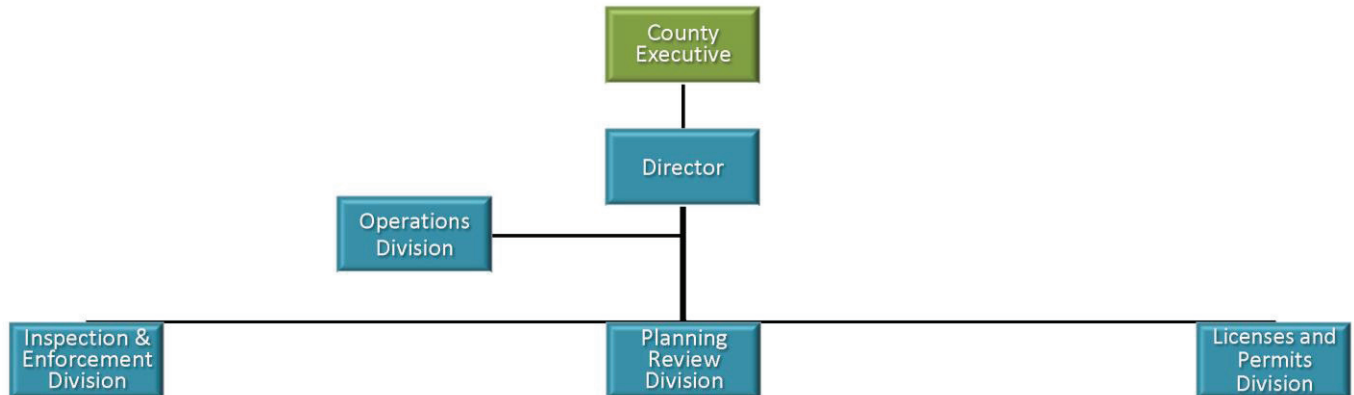 County
Executive
Director
Operations
Division
Inspection &
Enforcement
Division
Planning
Review
Division
Licenses and
Permits
Division